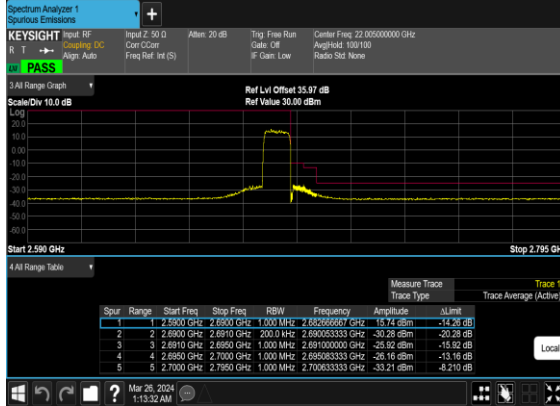 Spectrum Analyzer 1
Spurious Emissions
+
KEYSIGHT Input: RF Input Z: 50 Ω Atten: 20 dB Trig: Free Run Center Freq: 22.005000000 GHz
R T Coupling: DC Corr CCorr Gate: Off Avg|Hold: 100/100
Align: Auto Freq Ref: Int (S) IF Gain: Low Radio Std: None
PASS
3 All Range Graph
Ref Lvl Offset 35.97 dB
Scale/Div 10.0 dB Ref Value 30.00 dBm
Log
20.0
10.0
0.00
-10.0
-20.0
-30.0
-40.0
-50.0
-60.0
Start 2.590 GHz Stop 2.795 GH
4 All Range Table
Measure Trace Trace 1
Trace Type Trace Average (Active)
Spur Range Start Freq Stop Freq RBW Frequency Amplitude ΔLimit
1 1 2.5900 GHz 2.6900 GHz 1.000 MHz 2.682666667 GHz 15.74 dBm -14.26 dB
2 2 2.6900 GHz 2.6910 GHz 200.0 kHz 2.690053333 GHz -30.28 dBm -20.28 dB
3 3 2.6910 GHz 2.6950 GHz 1.000 MHz 2.691000000 GHz -25.92 dBm -15.92 dB
4 4 2.6950 GHz 2.7000 GHz 1.000 MHz 2.695083333 GHz -26.16 dBm -13.16 dB
5 5 2.7000 GHz 2.7950 GHz 1.000 MHz 2.700633333 GHz -33.21 dBm -8.210 dB
Local
?
Mar 26, 2024
1:13:32 AM